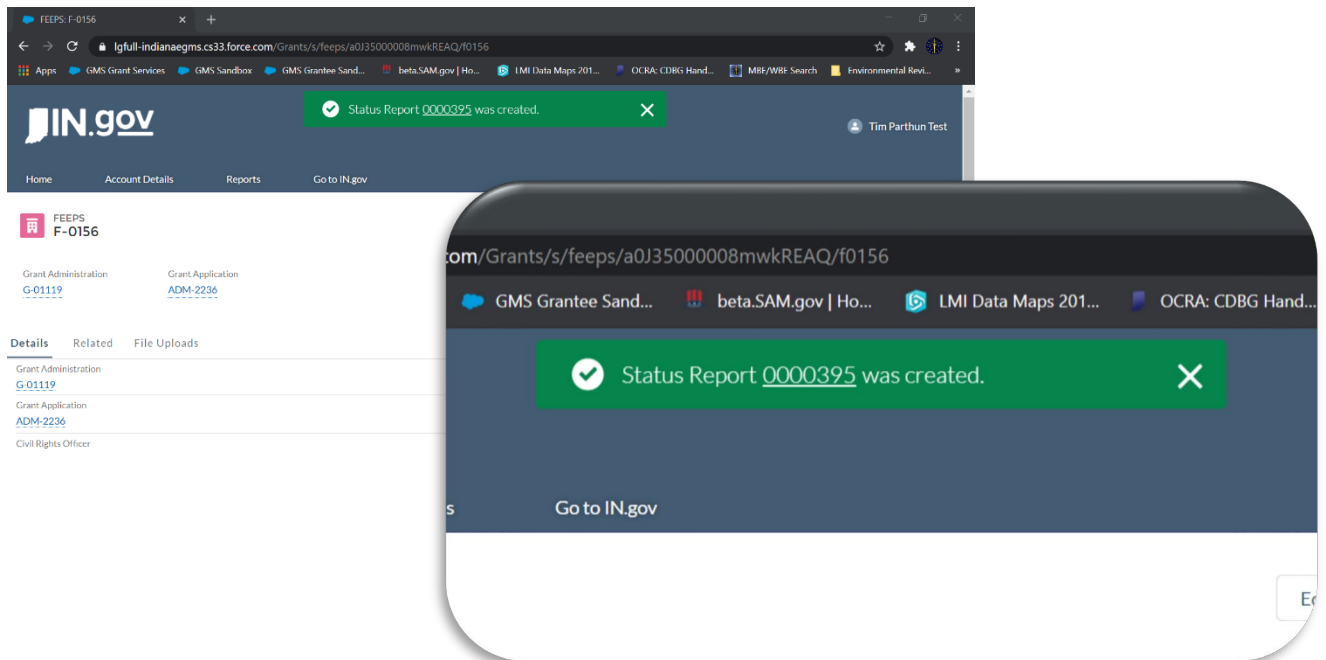 FEEPS: F-0156
lgfull-indianaegms.cs33.force.com/Grants/s/feeps/a0J35000008mwkREAQ/f0156
Apps GMS Grant Services GMS Sandbox GMS Grantee Sand... beta.SAM.gov | Ho... LMI Data Maps 201... OCRA: CDBG Hand... MBE/WBE Search Environmental Revi... »
IN.gov
Status Report 0000395 was created.
Tim Parthun Test
Home Account Details Reports Go to IN.gov
FEEPS
F-0156
Grant Administration Grant Application
G-01119 ADM-2236
Details Related File Uploads
Grant Administration
G-01119
Grant Application
ADM-2236
Civil Rights Officer
com/Grants/s/feeps/a0J35000008mwkREAQ/f0156
GMS Grantee Sand... beta.SAM.gov | Ho... LMI Data Maps 201... OCRA: CDBG Hand...
Status Report 0000395 was created.
s Go to IN.gov